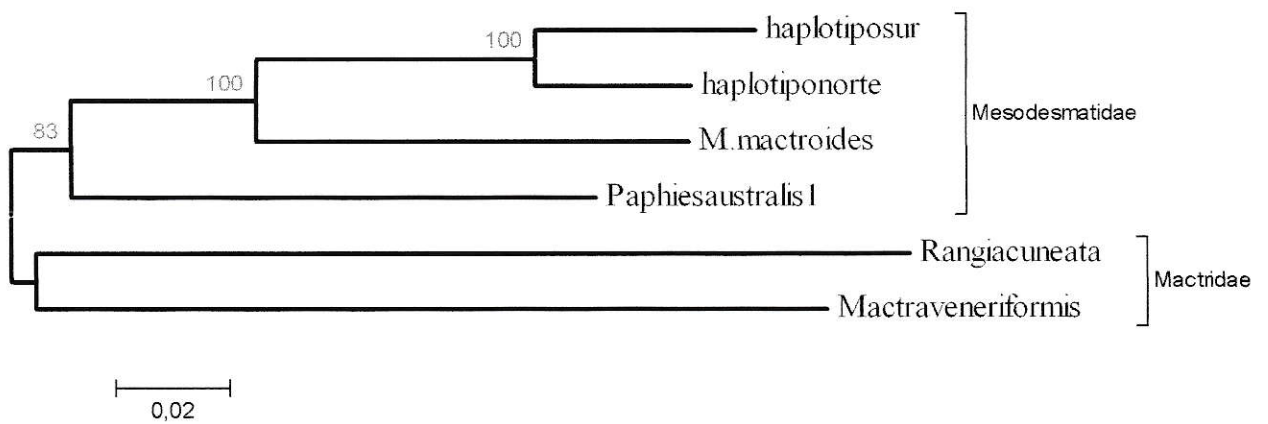 100
haplotiposur
100
haplotiponorte
Mesodesmatidae
83
M.mactroides
Paphiesaustralis1
Rangiacuneata
Mactridae
Mactraveneriformis
0,02